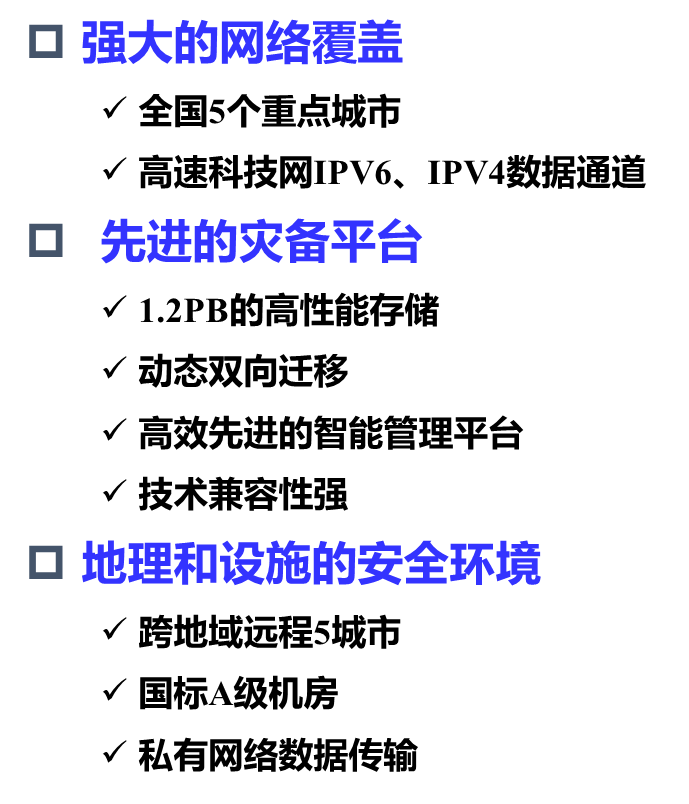 强大的网络覆盖
全国5个重点城市
高速科技网IPV6、IPV4数据通道
先进的灾备平台
1.2PB的高性能存储
动态双向迁移
高效先进的智能管理平台
技术兼容性强
地理和设施的安全环境
跨地域远程5城市
国标A级机房
私有网络数据传输